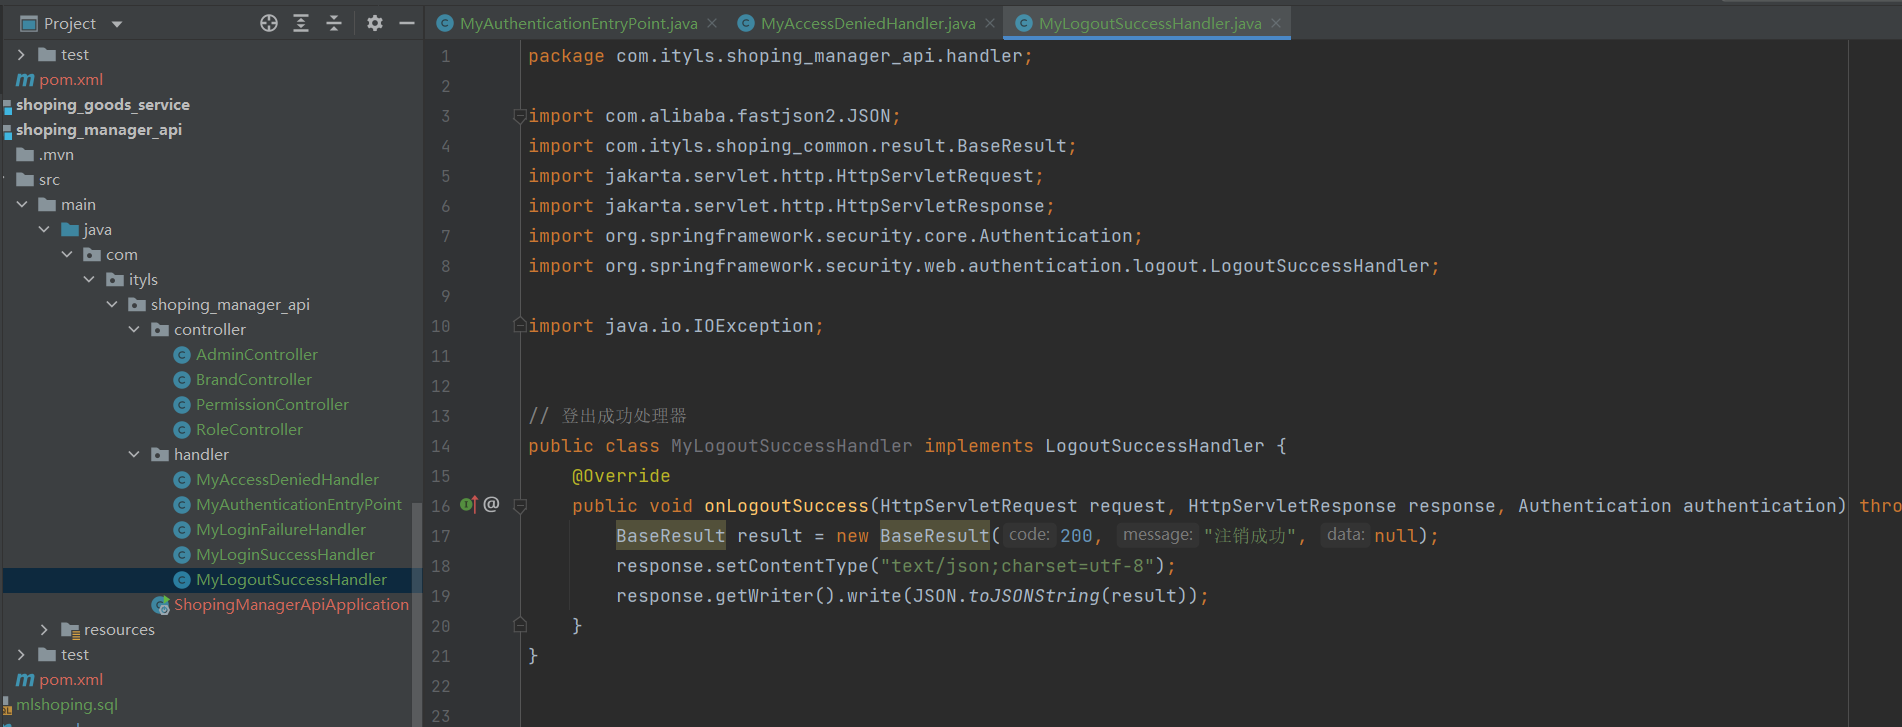 Project
test
pom.xml
shoping_goods_service
shoping_manager_api
.mvn
src
main
java
com
ityls
shoping_manager_api
controller
AdminController
BrandController
PermissionController
RoleController
handler
MyAccessDeniedHandler
MyAuthenticationEntryPoint
MyLoginFailureHandler
MyLoginSuccessHandler
MyLogoutSuccessHandler
ShopingManagerApiApplication
resources
test
pom.xml
mlshoping.sql
MyAuthenticationEntryPoint.java MyAccessDeniedHandler.java MyLogoutSuccessHandler.java
1 package com.ityls.shoping_manager_api.handler;
2
3 import com.alibaba.fastjson2.JSON;
4 import com.ityls.shoping_common.result.BaseResult;
5 import jakarta.servlet.http.HttpServletRequest;
6 import jakarta.servlet.http.HttpServletResponse;
7 import org.springframework.security.core.Authentication;
8 import org.springframework.security.web.authentication.logout.LogoutSuccessHandler;
9
10 import java.io.IOException;
11
12
13 // 登出成功处理器
14 public class MyLogoutSuccessHandler implements LogoutSuccessHandler {
15 @Override
16 public void onLogoutSuccess(HttpServletRequest request, HttpServletResponse response, Authentication authentication) thro
17 BaseResult result = new BaseResult( code: 200, message: "注销成功", data: null);
18 response.setContentType("text/json;charset=utf-8");
19 response.getWriter().write(JSON.toJSONString(result));
20 }
21 }
22
23